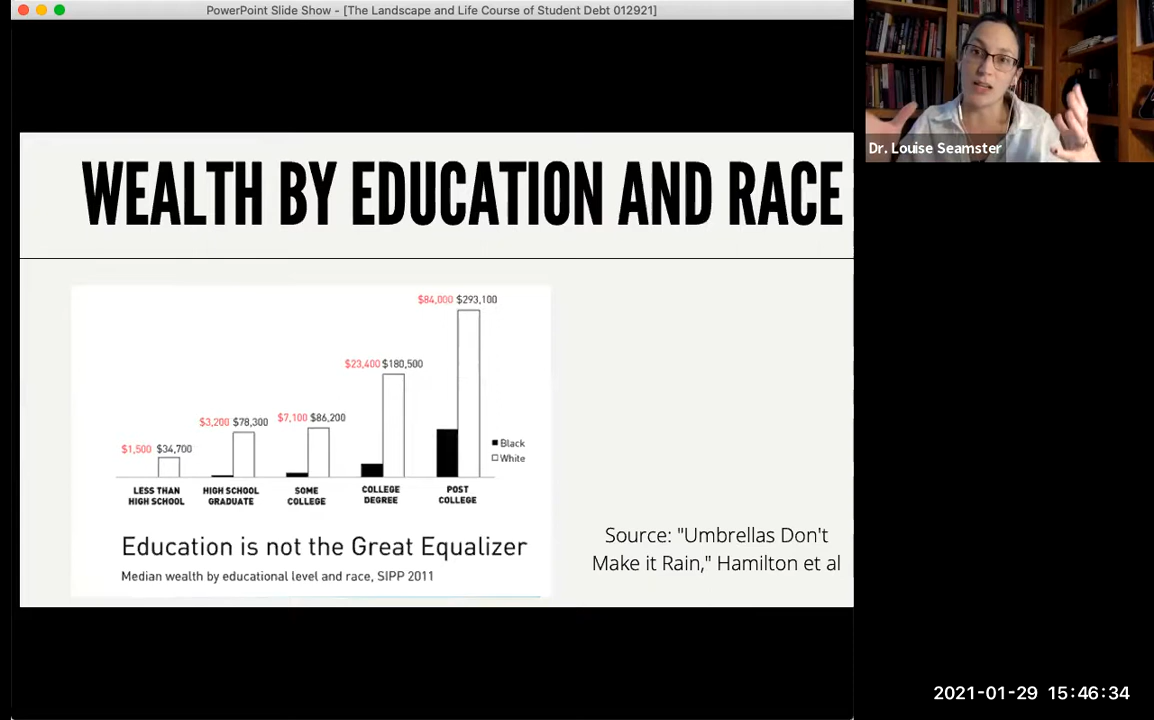 PowerPoint Slide Show - [The Landscape and Life Course of Student Debt 012921]
Dr. Louise Seamster
WEALTH BY EDUCATION AND RACE
$84,000 $293,100
$23,400 $180,500
$3,200 $78,300
$7,100 $86,200
$1,500 $34,700
Black
White
LESS THAN
HIGH SCHOOL
HIGH SCHOOL
GRADUATE
SOME
COLLEGE
COLLEGE
DEGREE
POST
COLLEGE
Education is not the Great Equalizer
Median wealth by educational level and race, SIPP 2011
Source: "Umbrellas Don't
Make it Rain," Hamilton et al
2021-01-29 15:46:34